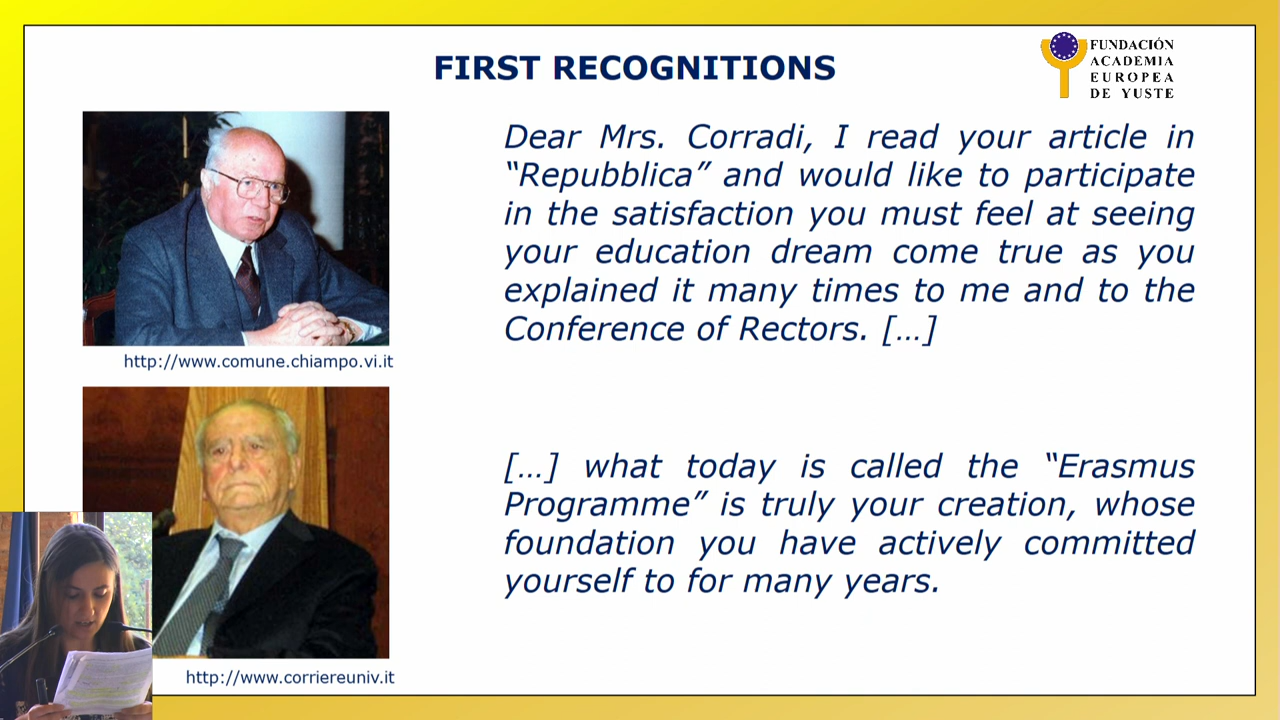 FIRST RECOGNITIONS
FUNDACIÓN
ACADEMIA
EUROPEA
DE YUSTE
Dear Mrs. Corradi, I read your article in
“Repubblica” and would like to participate
in the satisfaction you must feel at seeing
your education dream come true as you
explained it many times to me and to the
Conference of Rectors. […]
http://www.comune.chiampo.vi.it
[…] what today is called the “Erasmus
Programme” is truly your creation, whose
foundation you have actively committed
yourself to for many years.
http://www.corriereuniv.it